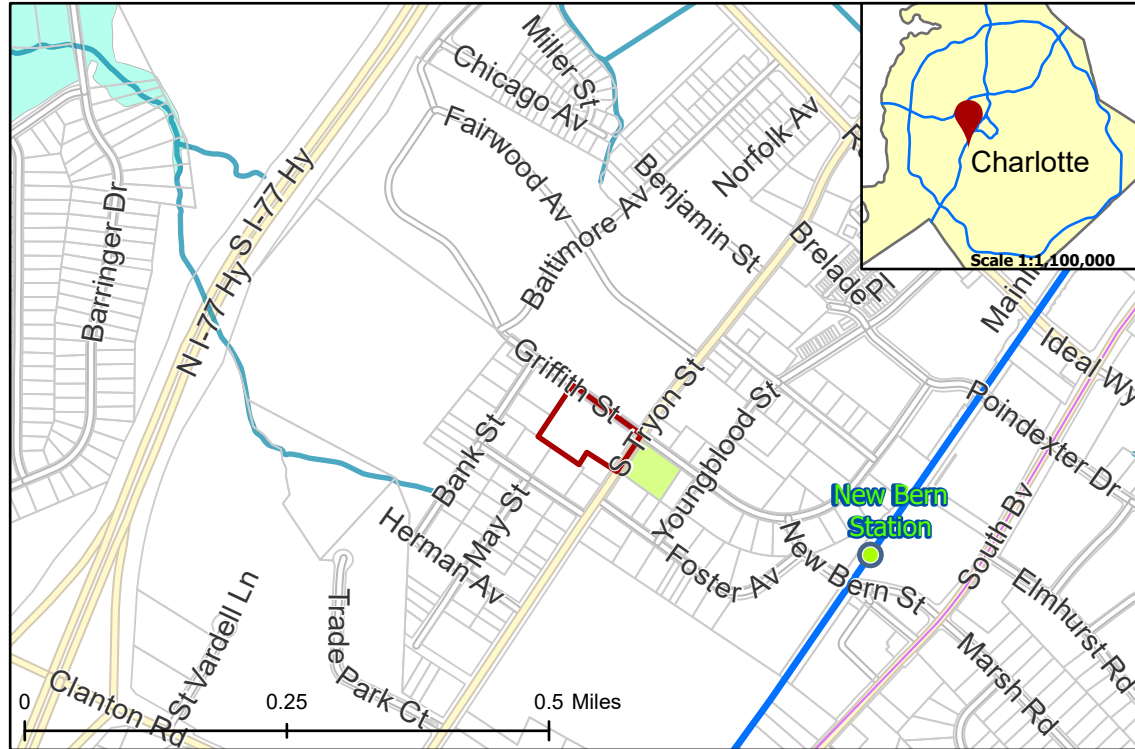 Miller St
Chicago Av
Fairwood Av
Norfolk Av
Benjamin St
Baltimore Av
Brelade Pl
Charlotte
Scale 1:1,100,000
Barringer Dr
N I-77 Hy S I-77 Hy
Ideal Wy
Poindexter Dr
Griffith St
S Tryon St
Youngblood St
Bank St
May St
Herman Av
Foster Av
New Bern
Station
New Bern St
South Bv
Elmhurst Rd
Marsh Rd
Trade
Park Ct
St Vardell Ln
Clanton Rd
0
0.25
0.5 Miles